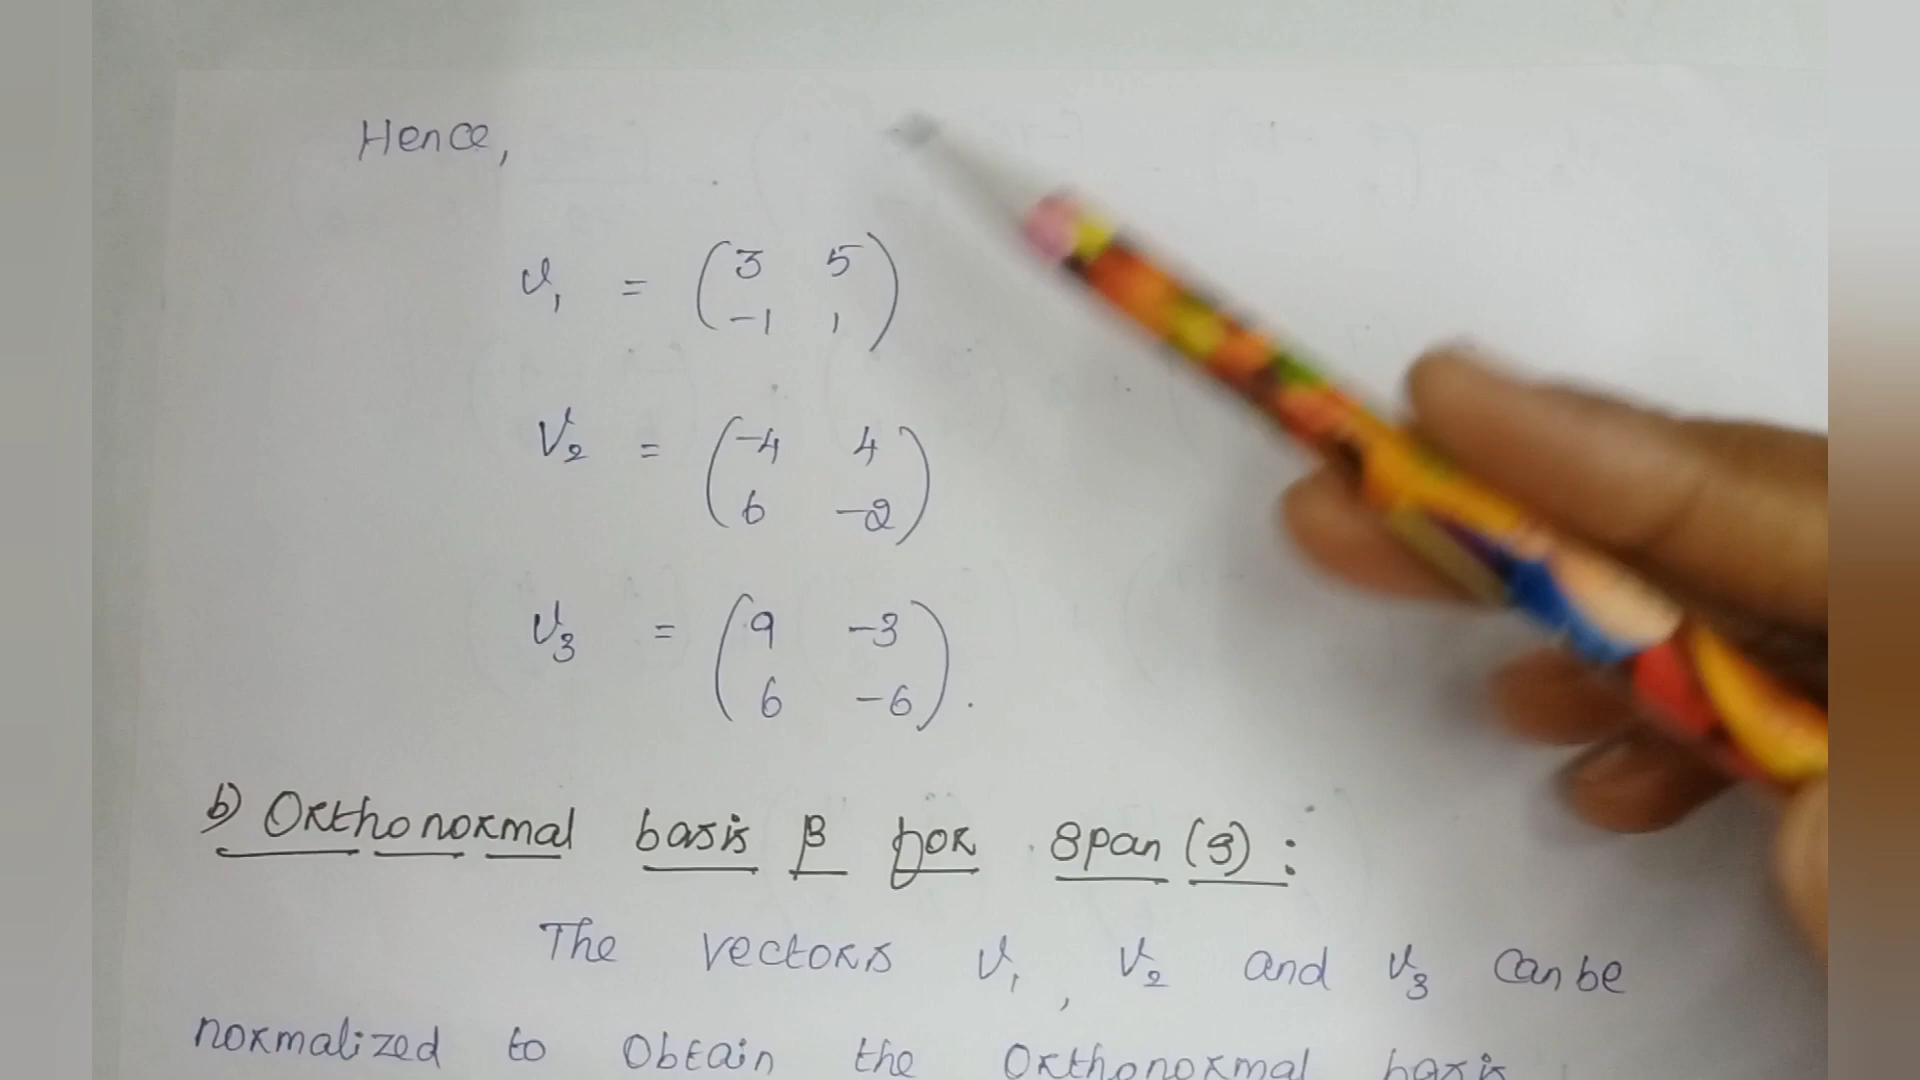 Hence,
v₁ = (3 5
-1 1)
v₂ = (-4 4
6 -2)
v₃ = (9 -3
6 -6).
b) Orthonormal basis β for Span (S) :
The vectors v₁, v₂ and v₃ can be
normalized to obtain the Orthonormal basis